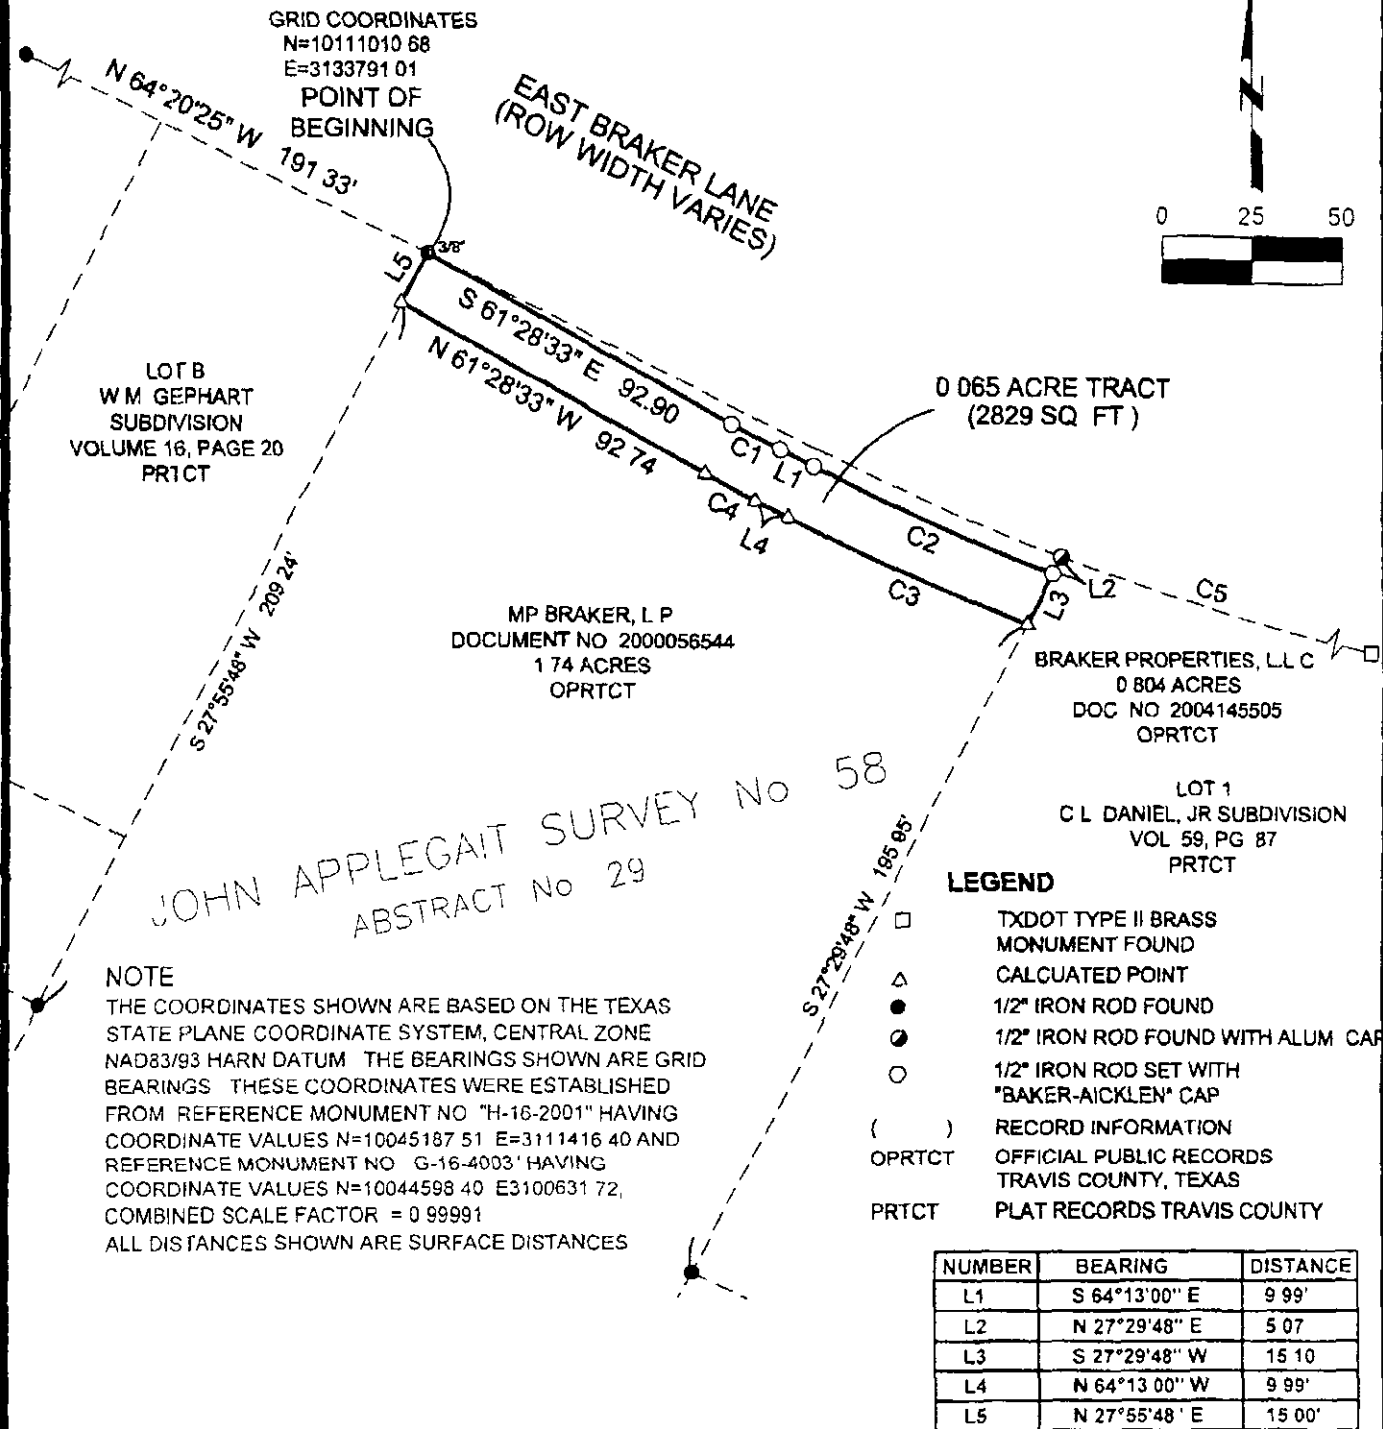 GRID COORDINATES
N=10111010 68
E=3133791 01
POINT OF
BEGINNING
N 64°20'25" W 191 33'
EAST BRAKER LANE
(ROW WIDTH VARIES)
0 25 50
3/8"
L5
S 61°28'33" E 92.90
N 61°28'33" W 92 74
C1
L1
C4
L4
C2
C3
L3
L2
C5
0 065 ACRE TRACT
(2829 SQ FT )
LOT B
W M GEPHART
SUBDIVISION
VOLUME 16, PAGE 20
PRTCT
S 27°55'48" W 209 24'
MP BRAKER, L P
DOCUMENT NO 2000056544
1 74 ACRES
OPRTCT
BRAKER PROPERTIES, L.L C
0 804 ACRES
DOC NO 2004145505
OPRTCT
LOT 1
C L DANIEL, JR SUBDIVISION
VOL 59, PG 87
PRTCT
S 27°29'48" W 195 95'
JOHN APPLEGAIT SURVEY No 58
ABSTRACT No 29
NOTE
THE COORDINATES SHOWN ARE BASED ON THE TEXAS
STATE PLANE COORDINATE SYSTEM, CENTRAL ZONE
NAD83/93 HARN DATUM THE BEARINGS SHOWN ARE GRID
BEARINGS THESE COORDINATES WERE ESTABLISHED
FROM REFERENCE MONUMENT NO "H-16-2001" HAVING
COORDINATE VALUES N=10045187 51 E=3111416 40 AND
REFERENCE MONUMENT NO G-16-4003' HAVING
COORDINATE VALUES N=10044598 40 E3100631 72,
COMBINED SCALE FACTOR = 0 99991
ALL DISTANCES SHOWN ARE SURFACE DISTANCES
LEGEND
TXDOT TYPE II BRASS
MONUMENT FOUND
CALCUATED POINT
1/2" IRON ROD FOUND
1/2" IRON ROD FOUND WITH ALUM CAP
1/2" IRON ROD SET WITH
"BAKER-AICKLEN" CAP
( ) RECORD INFORMATION
OPRTCT OFFICIAL PUBLIC RECORDS
TRAVIS COUNTY, TEXAS
PRTCT PLAT RECORDS TRAVIS COUNTY
NUMBER BEARING DISTANCE
L1 S 64°13'00" E 9 99'
L2 N 27°29'48" E 5 07
L3 S 27°29'48" W 15 10
L4 N 64°13 00" W 9 99'
L5 N 27°55'48 ' E 15 00'